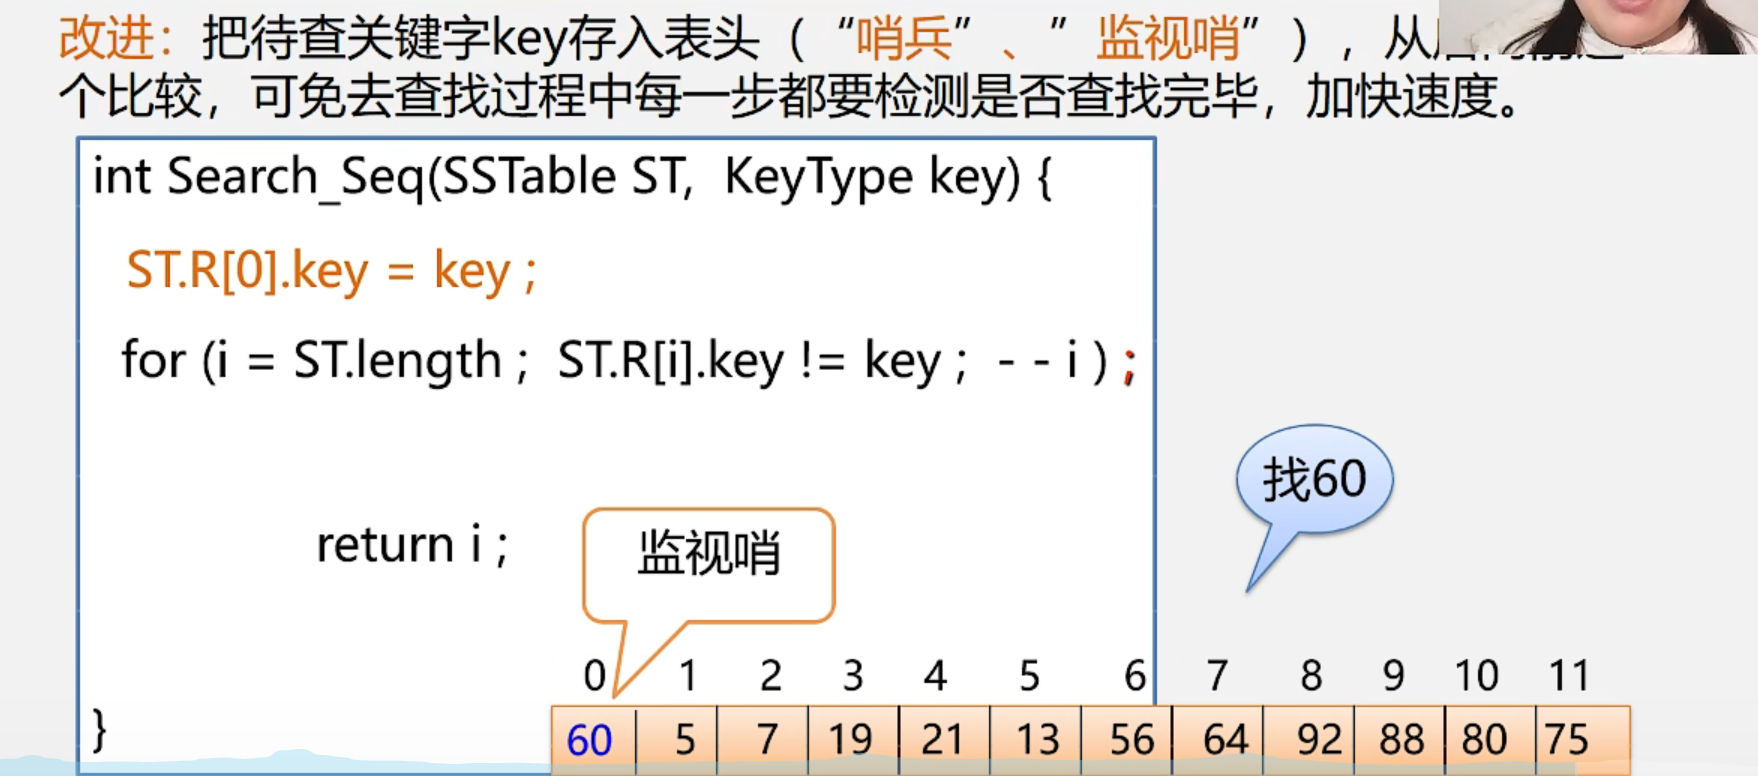 改进：把待查关键字key存入表头（“哨兵”、”监视哨”），从
个比较，可免去查找过程中每一步都要检测是否查找完毕，加快速度。
int Search_Seq(SSTable ST, KeyType key) {
ST.R[0].key = key ;
for (i = ST.length ; ST.R[i].key != key ; - - i ) ;
找60
return i ;
监视哨
0 1 2 3 4 5 6 7 8 9 10 11
}
60 5 7 19 21 13 56 64 92 88 80 75